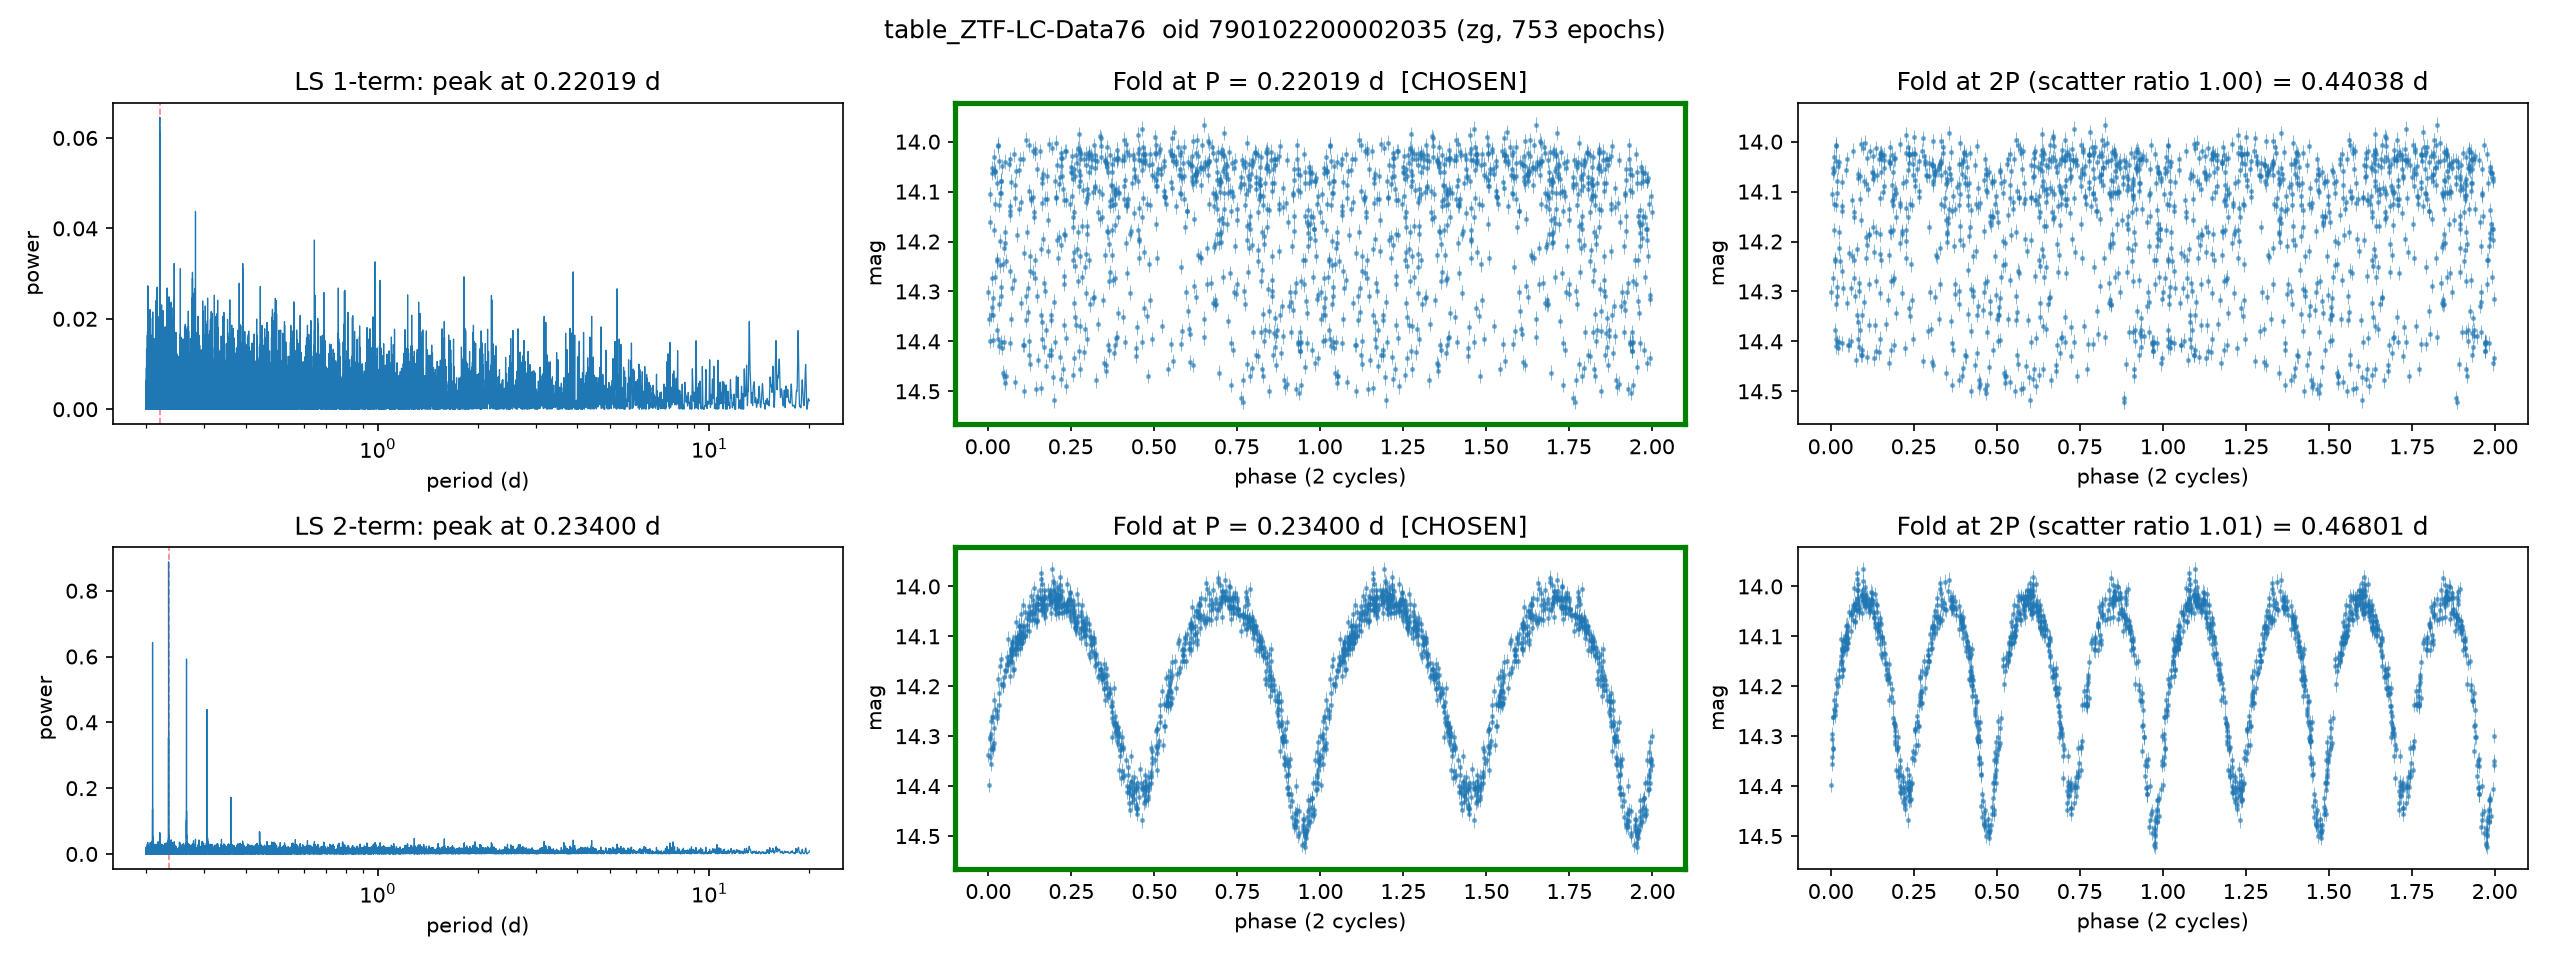 table_ZTF-LC-Data76  oid 790102200002035 (zg, 753 epochs)
LS 1-term: peak at 0.22019 d
power
0.06
0.04
0.02
0.00
10⁰
10¹
period (d)
Fold at P = 0.22019 d  [CHOSEN]
mag
14.0
14.1
14.2
14.3
14.4
14.5
0.00 0.25 0.50 0.75 1.00 1.25 1.50 1.75 2.00
phase (2 cycles)
Fold at 2P (scatter ratio 1.00) = 0.44038 d
mag
14.0
14.1
14.2
14.3
14.4
14.5
0.00 0.25 0.50 0.75 1.00 1.25 1.50 1.75 2.00
phase (2 cycles)
LS 2-term: peak at 0.23400 d
power
0.8
0.6
0.4
0.2
0.0
10⁰
10¹
period (d)
Fold at P = 0.23400 d  [CHOSEN]
mag
14.0
14.1
14.2
14.3
14.4
14.5
0.00 0.25 0.50 0.75 1.00 1.25 1.50 1.75 2.00
phase (2 cycles)
Fold at 2P (scatter ratio 1.01) = 0.46801 d
mag
14.0
14.1
14.2
14.3
14.4
14.5
0.00 0.25 0.50 0.75 1.00 1.25 1.50 1.75 2.00
phase (2 cycles)